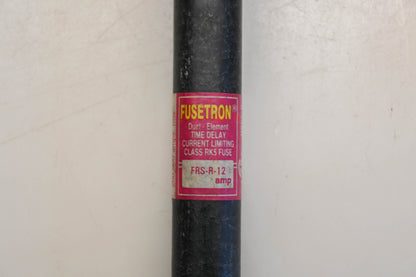 FUSETRON
Dual-Element
TIME DELAY
CURRENT LIMITING
CLASS RK5 FUSE
FRS-R-12
amp